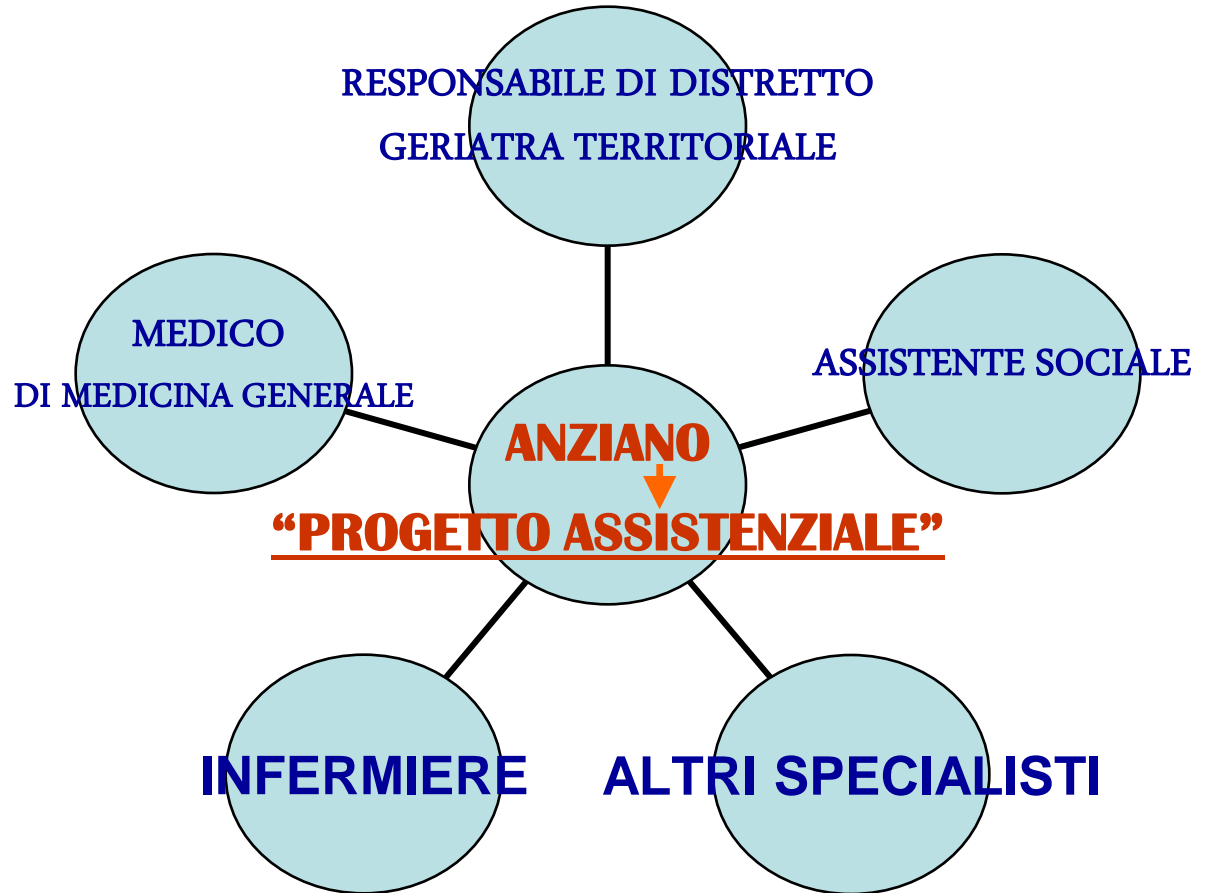 RESPONSABILE DI DISTRETTO
GERIATRA TERRITORIALE
MEDICO
DI MEDICINA GENERALE
ASSISTENTE SOCIALE
ANZIANO
“PROGETTO ASSISTENZIALE”
INFERMIERE
ALTRI SPECIALISTI